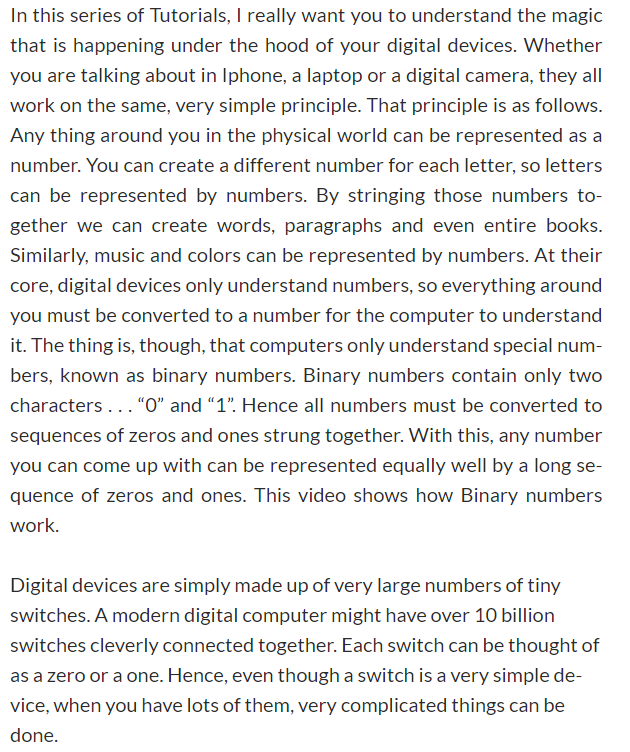 In this series of Tutorials, I really want you to understand the magic
that is happening under the hood of your digital devices. Whether
you are talking about in Iphone, a laptop or a digital camera, they all
work on the same, very simple principle. That principle is as follows.
Any thing around you in the physical world can be represented as a
number. You can create a different number for each letter, so letters
can be represented by numbers. By stringing those numbers to-
gether we can create words, paragraphs and even entire books.
Similarly, music and colors can be represented by numbers. At their
core, digital devices only understand numbers, so everything around
you must be converted to a number for the computer to understand
it. The thing is, though, that computers only understand special num-
bers, known as binary numbers. Binary numbers contain only two
characters . . . “0” and “1”. Hence all numbers must be converted to
sequences of zeros and ones strung together. With this, any number
you can come up with can be represented equally well by a long se-
quence of zeros and ones. This video shows how Binary numbers
work.
Digital devices are simply made up of very large numbers of tiny
switches. A modern digital computer might have over 10 billion
switches cleverly connected together. Each switch can be thought of
as a zero or a one. Hence, even though a switch is a very simple de-
vice, when you have lots of them, very complicated things can be
done.